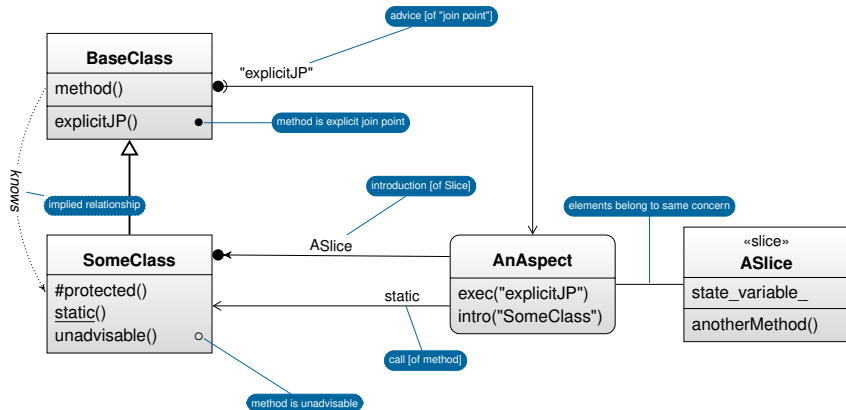 advice [of "join point"]
BaseClass
"explicitJP"
method()
explicitJP()
method is explicit join point
knows
implied relationship
introduction [of Slice]
elements belong to same concern
ASlice
SomeClass
#protected()
static()
unadvisable()
static
AnAspect
exec("explicitJP")
intro("SomeClass")
«slice»
ASlice
state_variable_
anotherMethod()
call [of method]
method is unadvisable